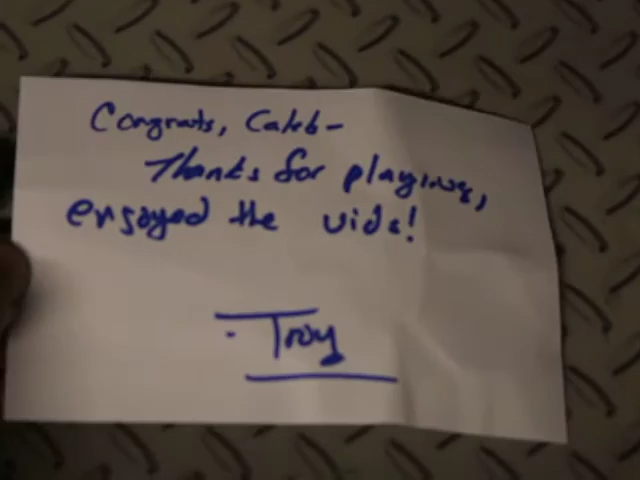 Congrats, Caleb-
Thanks for playing,
enjoyed the vids!
- Troy